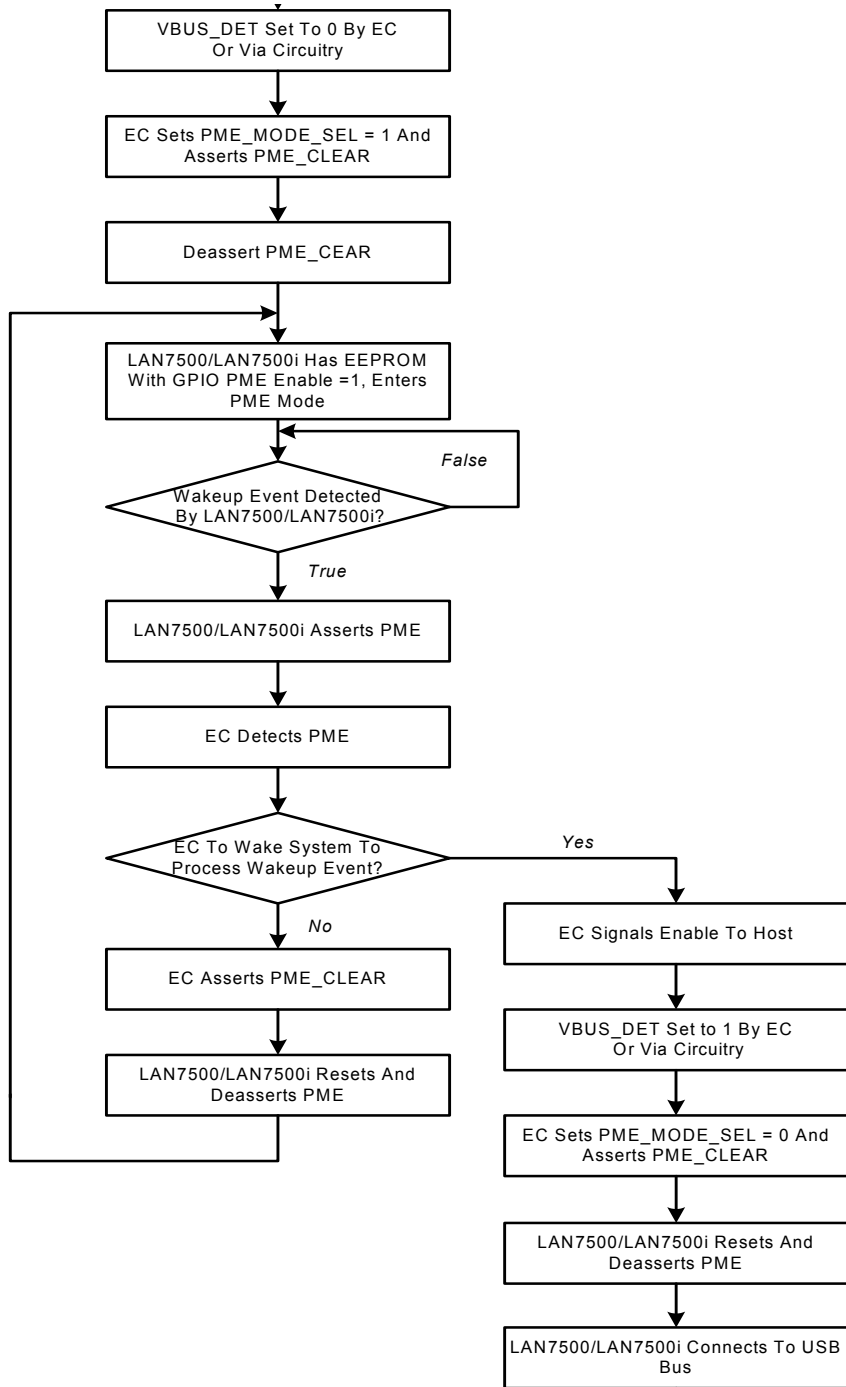 VBUS_DET Set To 0 By EC
Or Via Circuitry
EC Sets PME_MODE_SEL = 1 And
Asserts PME_CLEAR
Deassert PME_CEAR
LAN7500/LAN7500i Has EEPROM
With GPIO PME Enable =1, Enters
PME Mode
False
Wakeup Event Detected
By LAN7500/LAN7500i?
True
LAN7500/LAN7500i Asserts PME
EC Detects PME
EC To Wake System To
Process Wakeup Event?
Yes
No
EC Signals Enable To Host
EC Asserts PME_CLEAR
VBUS_DET Set to 1 By EC
Or Via Circuitry
LAN7500/LAN7500i Resets And
Deasserts PME
EC Sets PME_MODE_SEL = 0 And
Asserts PME_CLEAR
LAN7500/LAN7500i Resets And
Deasserts PME
LAN7500/LAN7500i Connects To USB
Bus